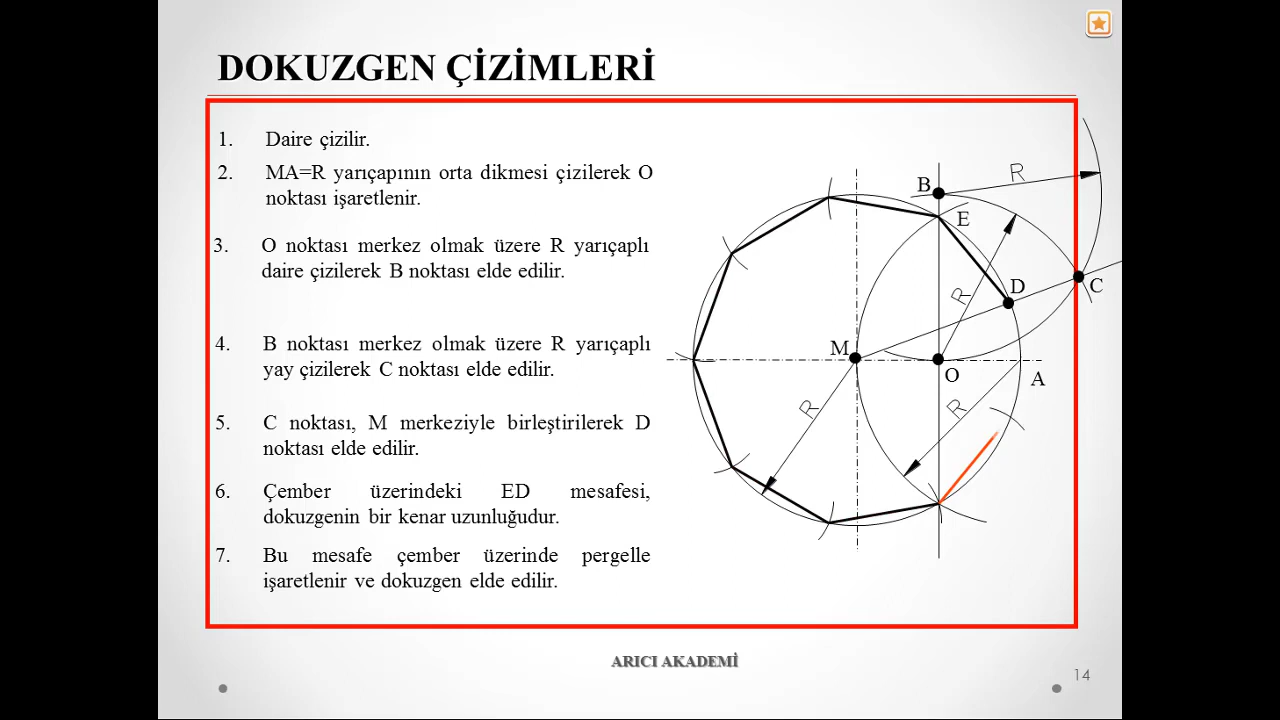 DOKUZGEN ÇİZİMLERİ
1. Daire çizilir.
2. MA=R yarıçapının orta dikmesi çizilerek O
noktası işaretlenir.
3. O noktası merkez olmak üzere R yarıçaplı
daire çizilerek B noktası elde edilir.
4. B noktası merkez olmak üzere R yarıçaplı
yay çizilerek C noktası elde edilir.
5. C noktası, M merkeziyle birleştirilerek D
noktası elde edilir.
6. Çember üzerindeki ED mesafesi,
dokuzgenin bir kenar uzunluğudur.
7. Bu mesafe çember üzerinde pergelle
işaretlenir ve dokuzgen elde edilir.
B
R
E
D
C
R
M
O
A
R
R
ARICI AKADEMİ
14